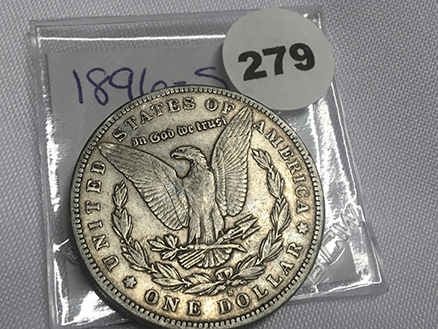 279
1896-S
UNITED STATES OF AMERICA
In God we trust
S
ONE DOLLAR